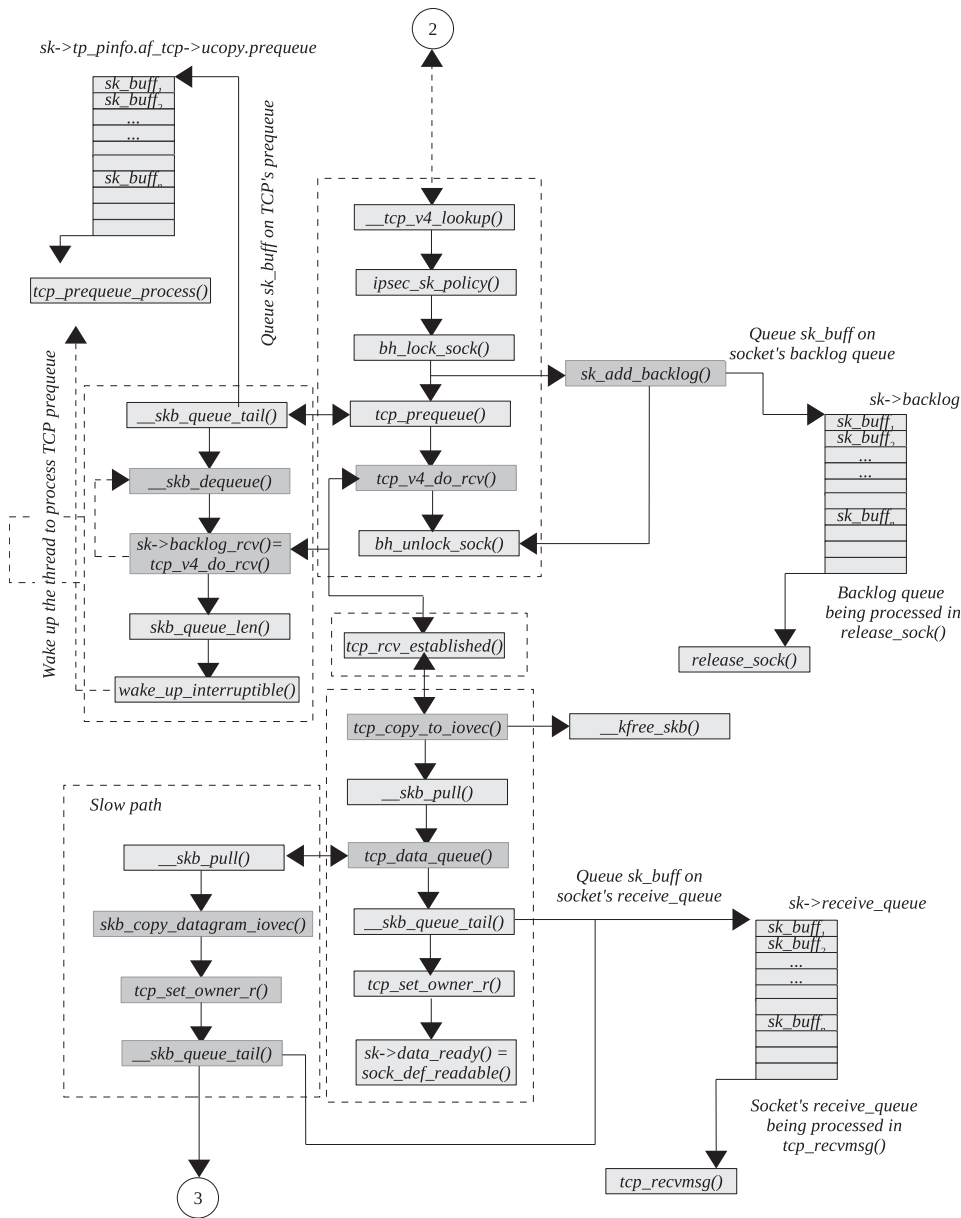 2
sk->tp_pinfo.af_tcp->ucopy.prequeue
sk_buff1
sk_buff2
...
...
sk_buffn
Queue sk_buff on TCP's prequeue
tcp_prequeue_process()
__tcp_v4_lookup()
ipsec_sk_policy()
bh_lock_sock()
Queue sk_buff on
socket's backlog queue
sk_add_backlog()
sk->backlog
sk_buff1
sk_buff2
...
...
sk_buffn
Backlog queue
being processed in
release_sock()
release_sock()
Wake up the thread to process TCP prequeue
__skb_queue_tail()
tcp_prequeue()
__skb_dequeue()
tcp_v4_do_rcv()
sk->backlog_rcv()=
tcp_v4_do_rcv()
bh_unlock_sock()
skb_queue_len()
wake_up_interruptible()
tcp_rcv_established()
tcp_copy_to_iovec()
__kfree_skb()
__skb_pull()
Slow path
__skb_pull()
tcp_data_queue()
skb_copy_datagram_iovec()
__skb_queue_tail()
Queue sk_buff on
socket's receive_queue
sk->receive_queue
sk_buff1
sk_buff2
...
...
sk_buffn
tcp_set_owner_r()
tcp_set_owner_r()
__skb_queue_tail()
sk->data_ready() =
sock_def_readable()
Socket's receive_queue
being processed in
tcp_recvmsg()
tcp_recvmsg()
3